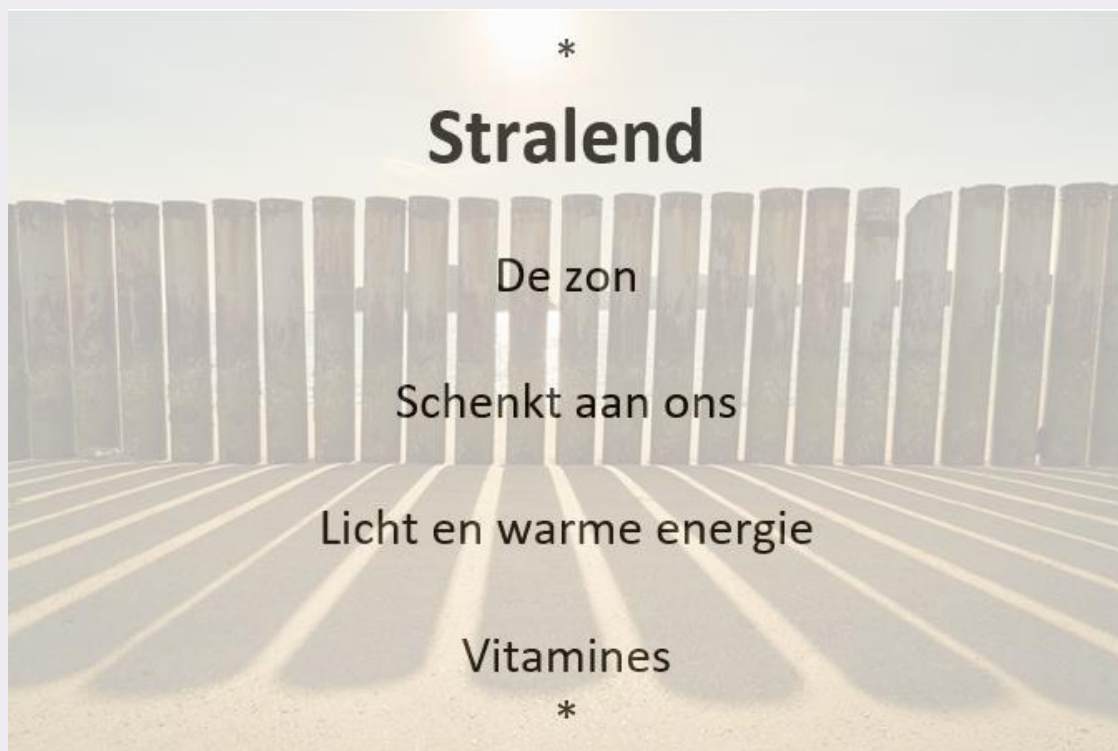 *
Stralend
De zon
Schenkt aan ons
Licht en warme energie
Vitamines
*